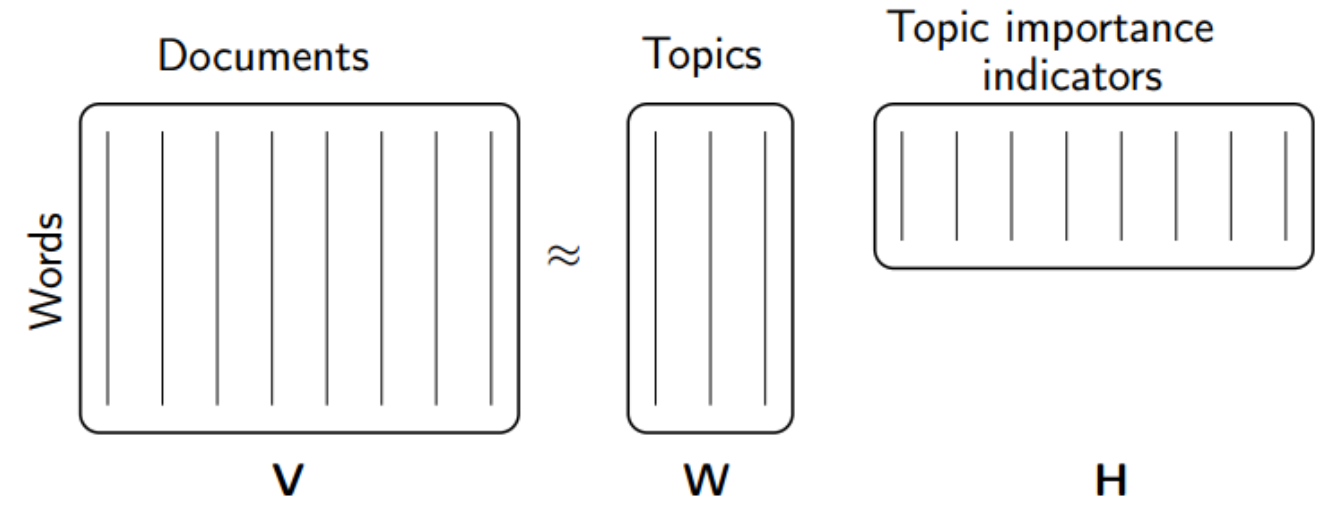 Documents
Topics
Topic importance
indicators
Words
≈
V
W
H